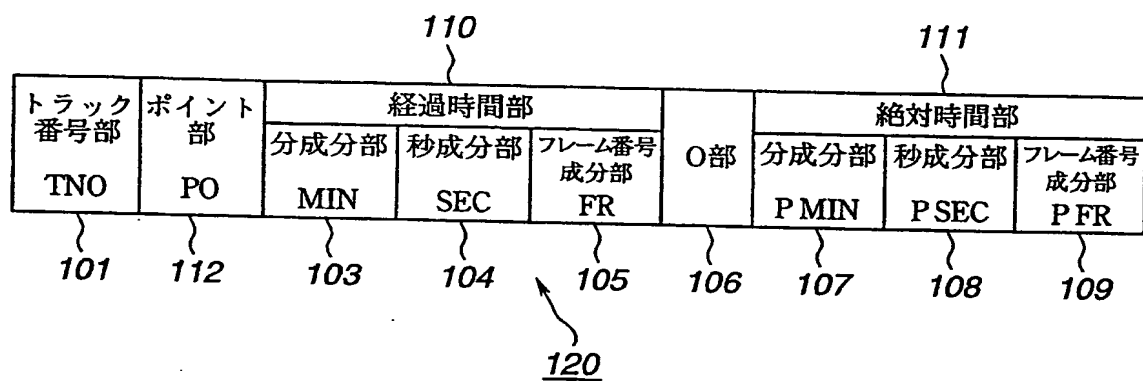 110
111
トラック
番号部
TNO
ポイント
部
PO
経過時間部
分成分部
MIN
秒成分部
SEC
フレーム番号
成分部
FR
O部
絶対時間部
分成分部
P MIN
秒成分部
P SEC
フレーム番号
成分部
P FR
101
112
103
104
105
106
107
108
109
120